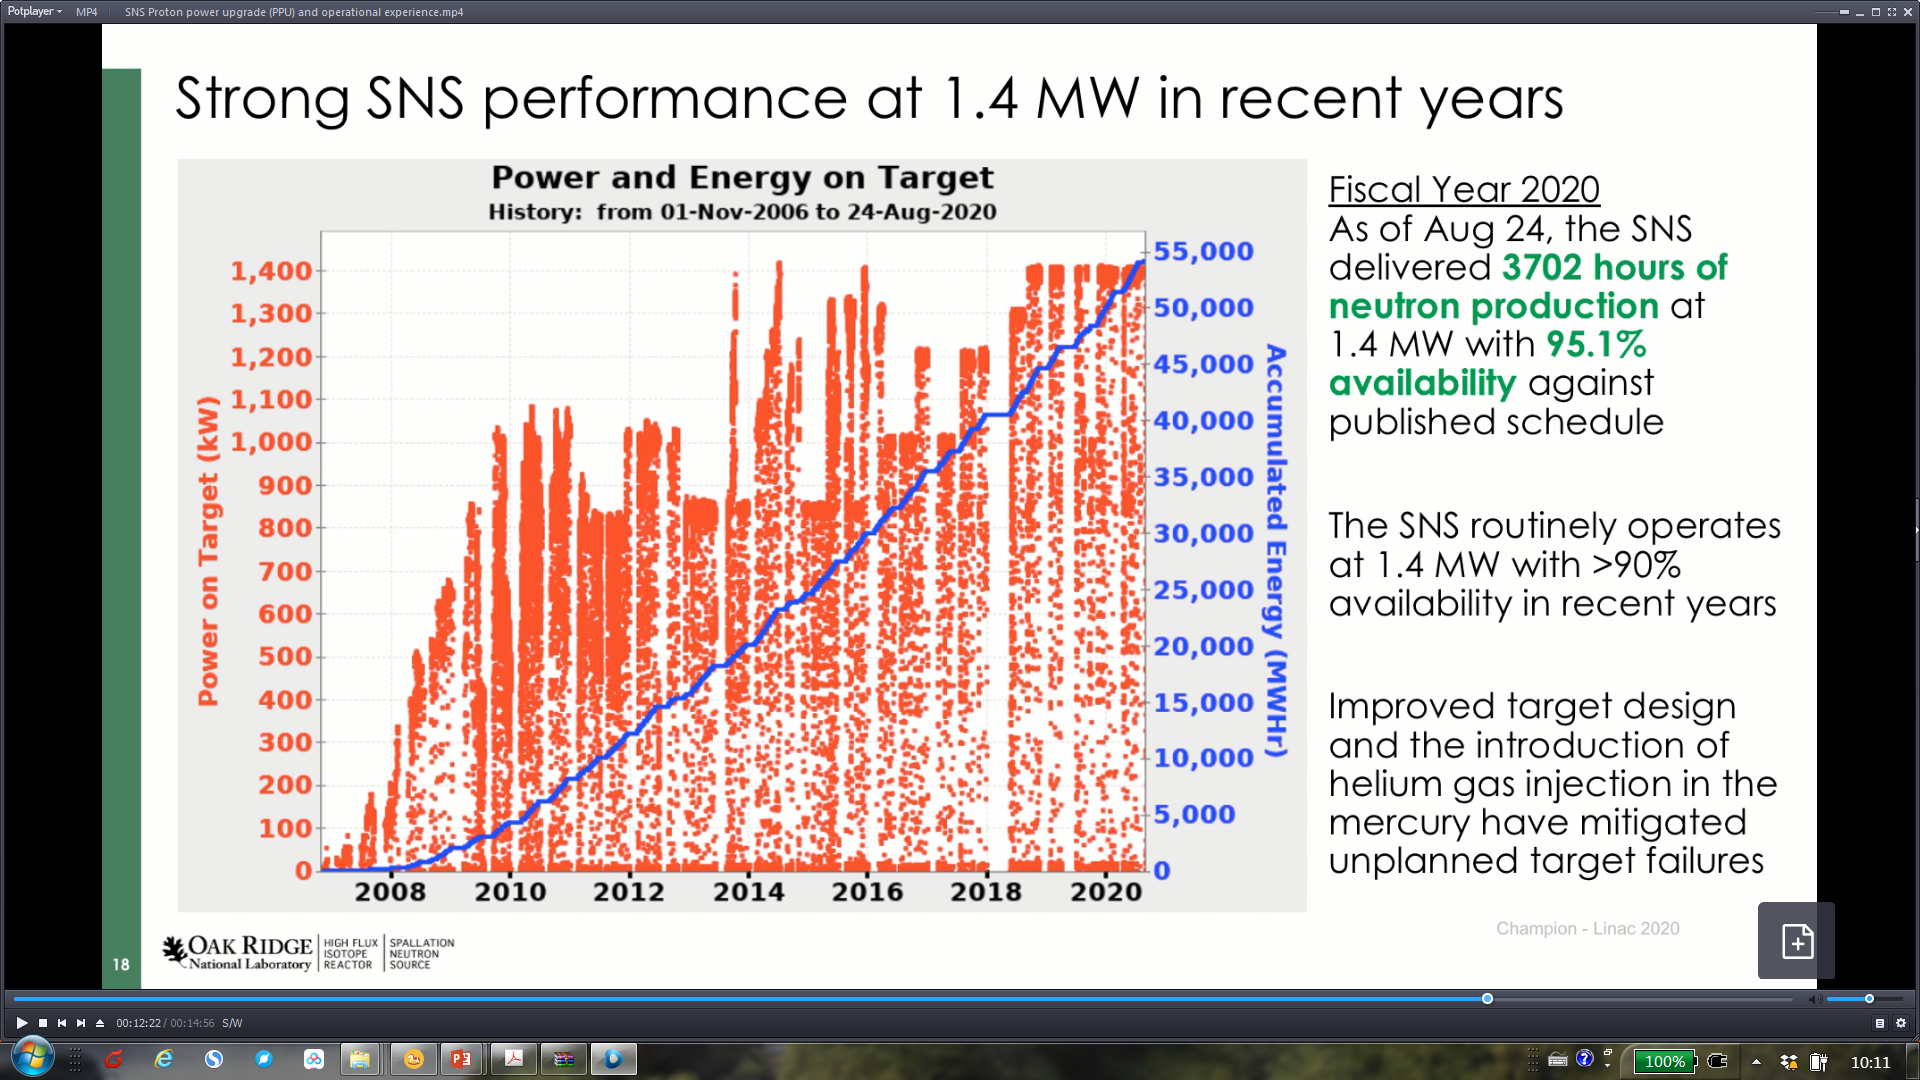 Potplayer MP4 SNS Proton power upgrade (PPU) and operational experience.mp4
Strong SNS performance at 1.4 MW in recent years
Power and Energy on Target
History: from 01-Nov-2006 to 24-Aug-2020
Power on Target (kW)
1,400
1,300
1,200
1,100
1,000
900
800
700
600
500
400
300
200
100
0
55,000
50,000
45,000
40,000
35,000
30,000
25,000
20,000
15,000
10,000
5,000
0
Accumulated Energy (MWHr)
2008 2010 2012 2014 2016 2018 2020
Fiscal Year 2020
As of Aug 24, the SNS
delivered 3702 hours of
neutron production at
1.4 MW with 95.1%
availability against
published schedule
The SNS routinely operates
at 1.4 MW with >90%
availability in recent years
Improved target design
and the introduction of
helium gas injection in the
mercury have mitigated
unplanned target failures
Champion - Linac 2020
18
OAK RIDGE
National Laboratory
HIGH FLUX
ISOTOPE
REACTOR
SPALLATION
NEUTRON
SOURCE
00:12:22 / 00:14:56 S/W
100%
10:11